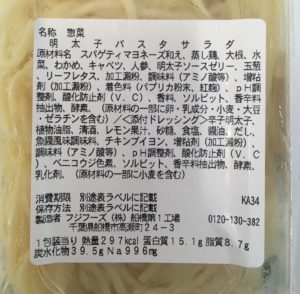 名称 惣菜
明太子パスタサラダ
原材料名 スパゲティマヨネーズ和え、蒸し鶏、大根、水
菜、わかめ、キャベツ、人参、明太子ソースゼリー、玉葱、
リーフレタス、加工澱粉、調味料（アミノ酸等）、増粘
剤（加工澱粉）、着色料（パプリカ粉末、紅麹）、pH調
整剤、酸化防止剤（V．C）、香料、ソルビット、香辛料
抽出物、酵素、（原材料の一部に卵・乳成分・小麦・大豆
・ゼラチンを含む）／＜添付ドレッシング＞辛子明太子、
植物油脂、清酒、レモン果汁、砂糖、食塩、醤油、だし、
魚醤風調味料、チキンブイヨン、増粘剤（加工澱粉）、
調味料（アミノ酸等）、pH調整剤、酸化防止剤（V．C
）、ベニコウジ色素、ソルビット、香辛料抽出物、酵素、
乳化剤、（原材料の一部に小麦を含む）
消費期限 別途表ラベルに記載
保存方法 別途表ラベルに記載 KA34
製造者 フジフーズ（株）船橋第1工場 0120-130-382
千葉県船橋市高瀬町24-3
1包装当り 熱量297kcal 蛋白質15.1g 脂質8.7g
炭水化物39.5g Na996mg